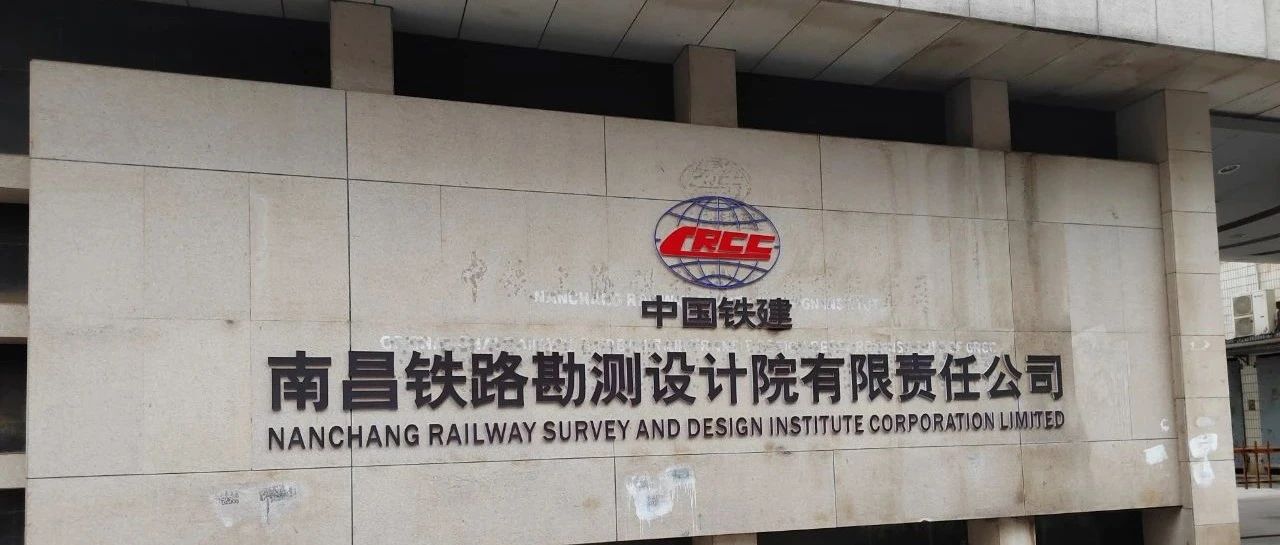 CRCC
中国铁建
南昌铁路勘测设计院有限责任公司
NANCHANG RAILWAY SURVEY AND DESIGN INSTITUTE CORPORATION LIMITED